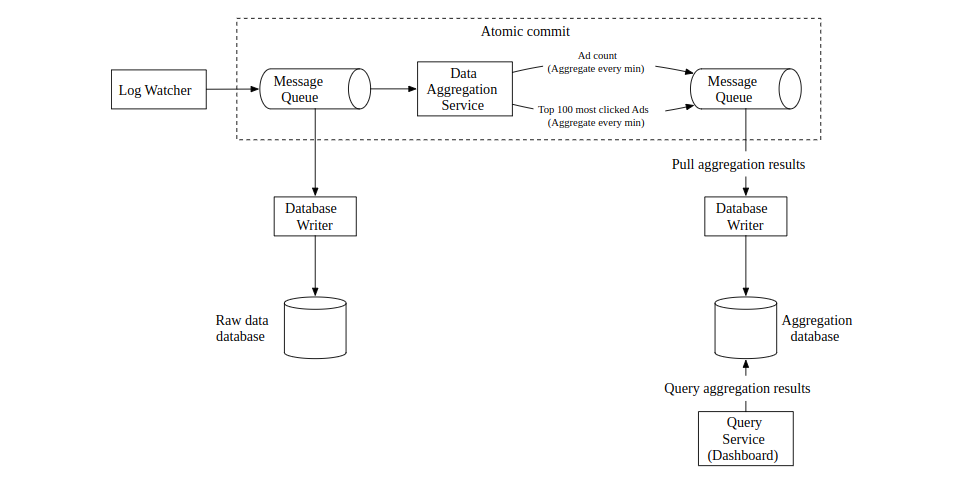 Atomic commit
Log Watcher
Message
Queue
Data
Aggregation
Service
Ad count
(Aggregate every min)
Top 100 most clicked Ads
(Aggregate every min)
Message
Queue
Pull aggregation results
Database
Writer
Database
Writer
Raw data
database
Aggregation
database
Query aggregation results
Query
Service
(Dashboard)